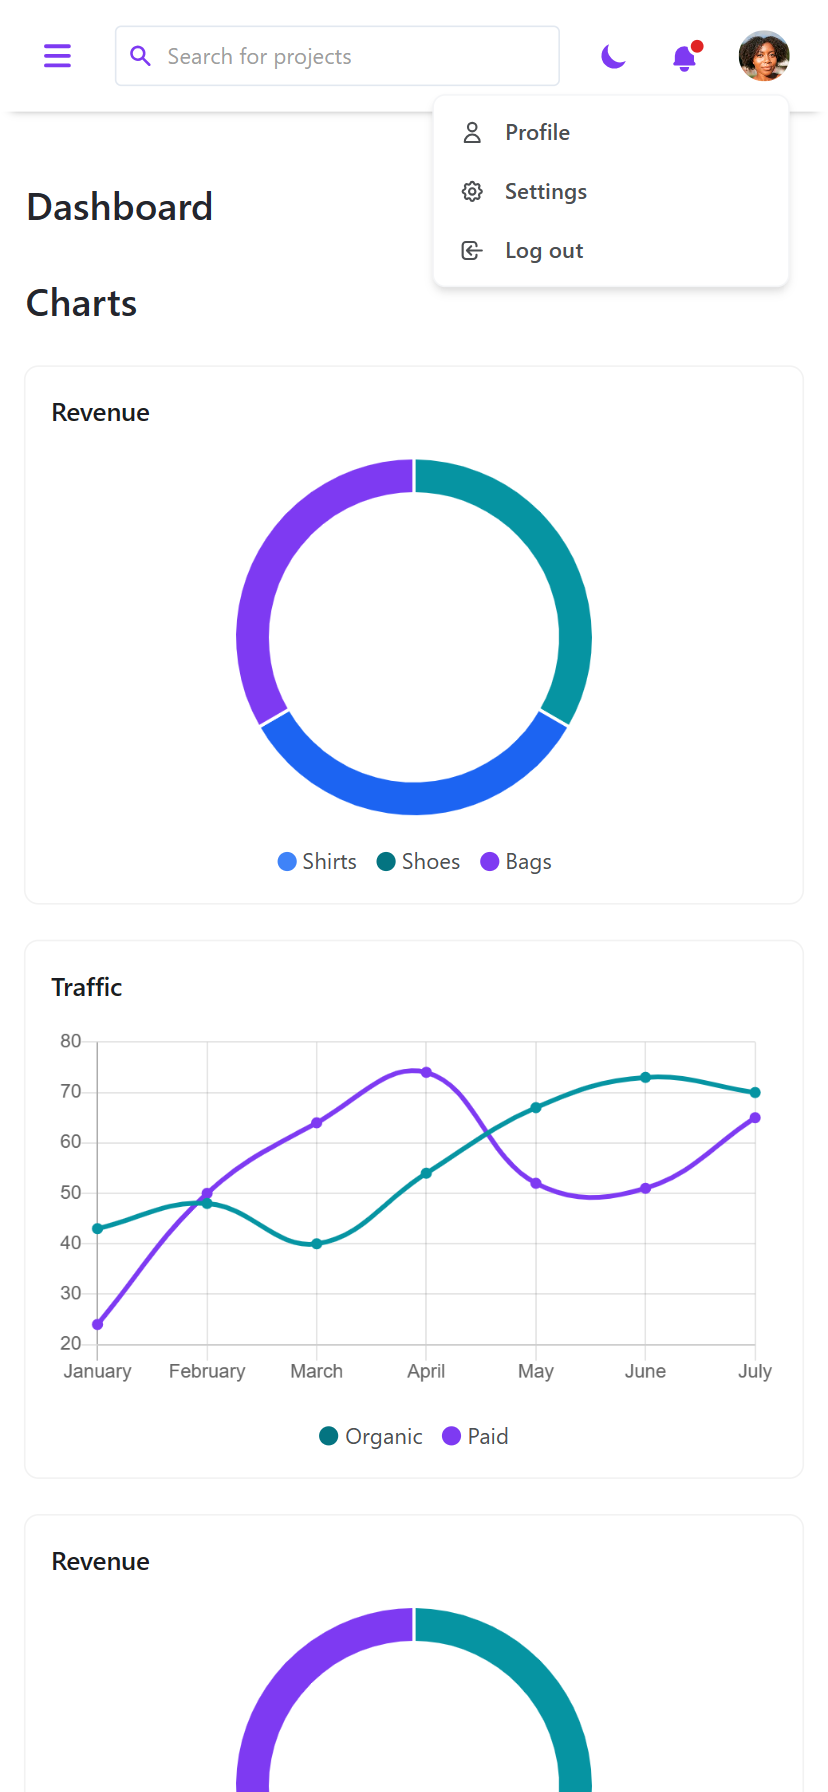 Search for projects
Profile
Settings
Log out
Dashboard
Charts
Revenue
Shirts Shoes Bags
Traffic
80
70
60
50
40
30
20
January February March April May June July
Organic Paid
Revenue